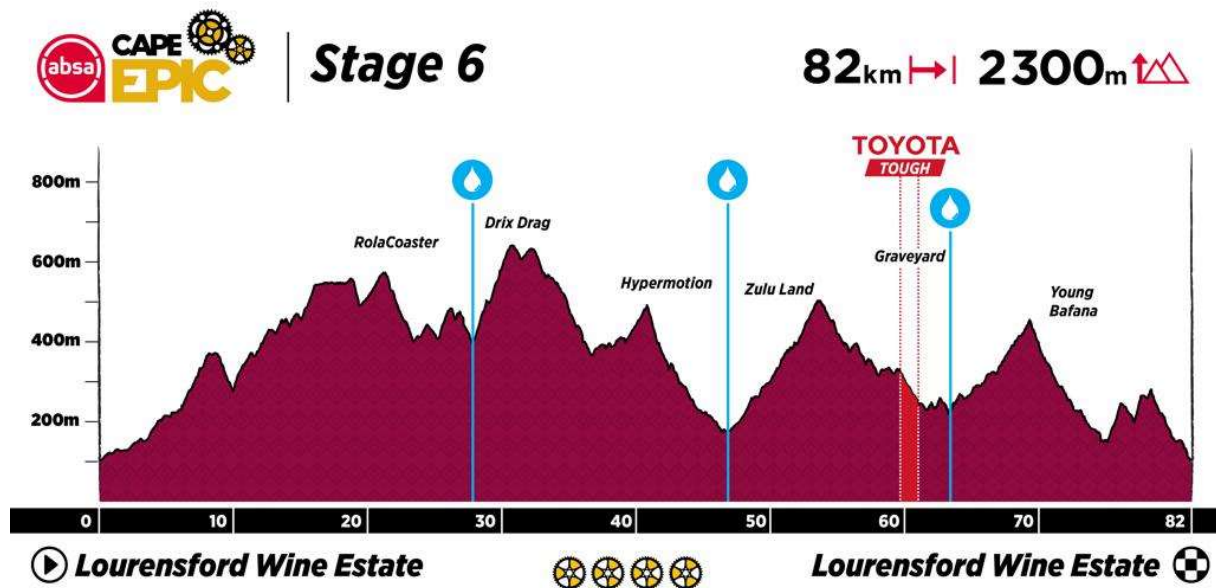 absa
CAPE
EPIC
Stage 6
82km
2300m
TOYOTA
TOUGH
800m
600m
400m
200m
RolaCoaster
Drix Drag
Hypermotion
Zulu Land
Graveyard
Young
Bafana
0 10 20 30 40 50 60 70 82
Lourensford Wine Estate
Lourensford Wine Estate